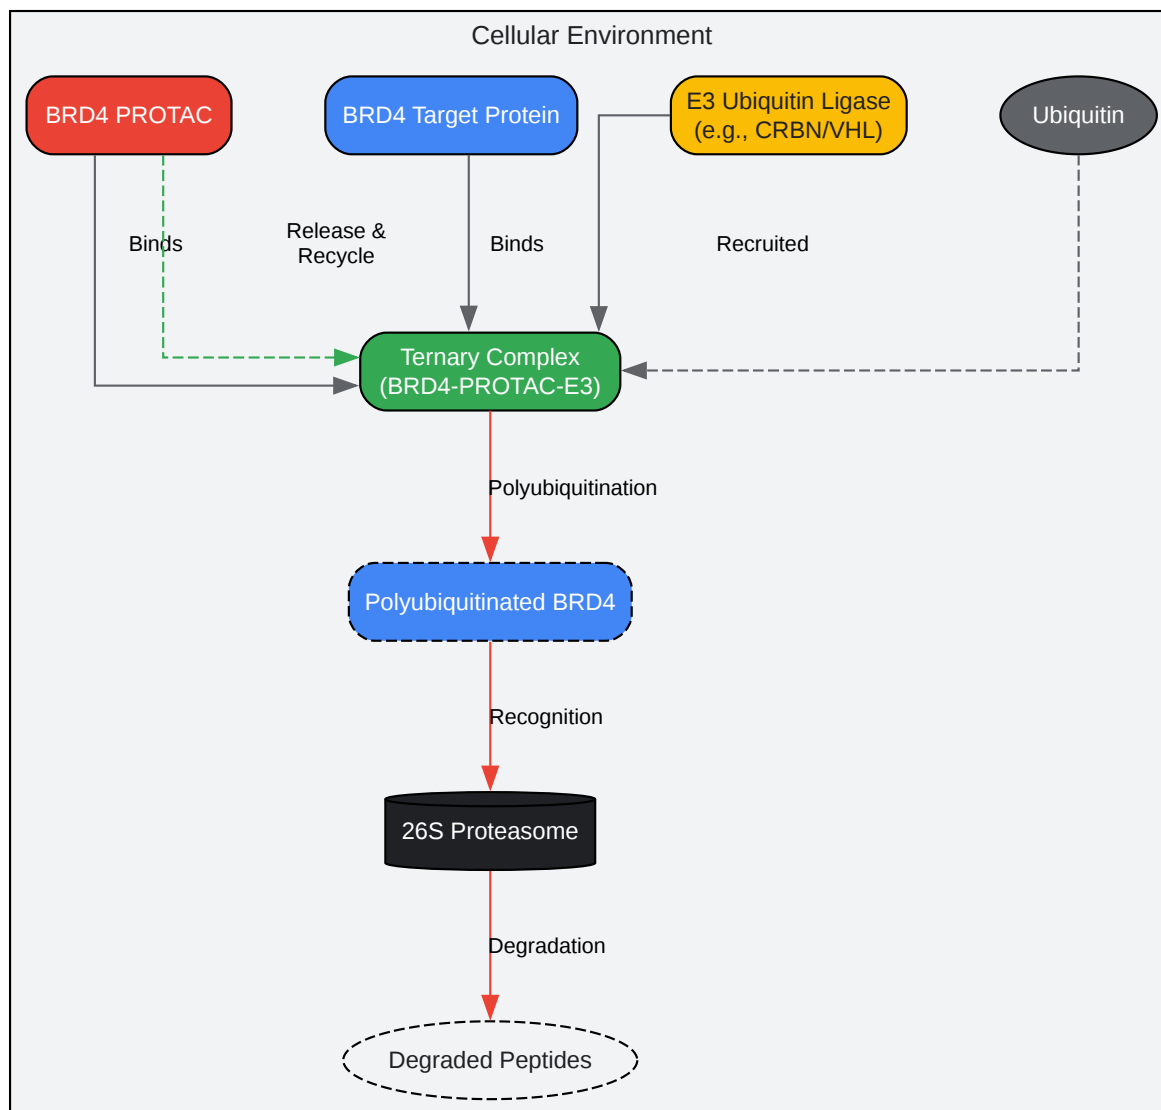 Cellular Environment
BRD4 PROTAC
BRD4 Target Protein
E3 Ubiquitin Ligase
(e.g., CRBN/VHL)
Ubiquitin
Binds
Release &
Recycle
Binds
Recruited
Ternary Complex
(BRD4-PROTAC-E3)
Polyubiquitination
Polyubiquitinated BRD4
Recognition
26S Proteasome
Degradation
Degraded Peptides